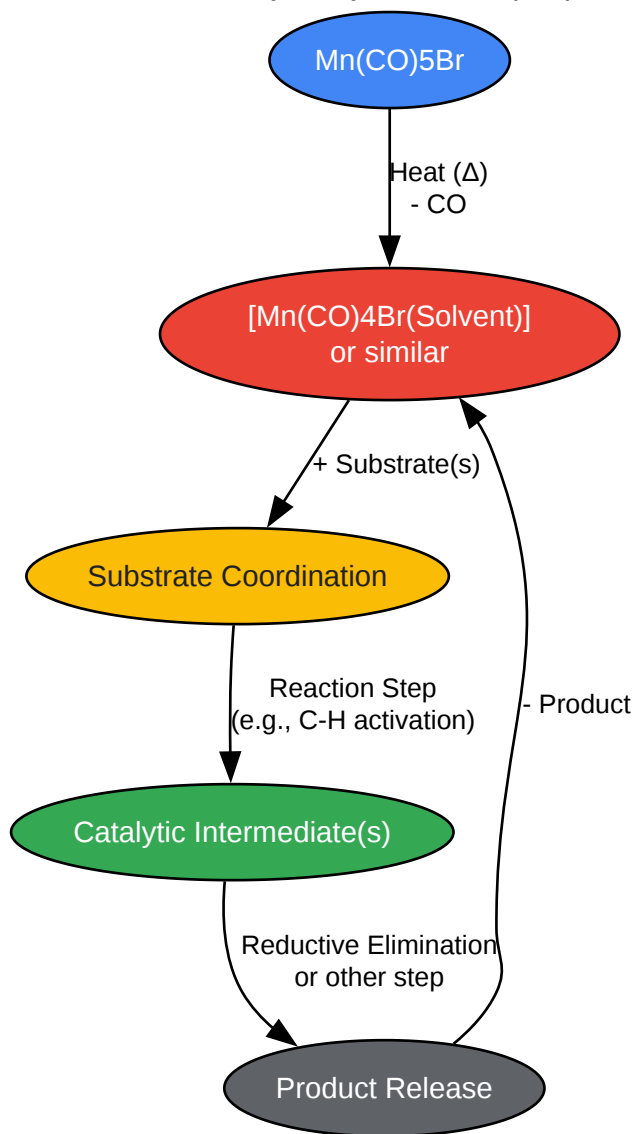 Mn(CO)5Br
Heat (Δ)
- CO
[Mn(CO)4Br(Solvent)]
or similar
+ Substrate(s)
Substrate Coordination
Reaction Step
(e.g., C-H activation)
- Product
Catalytic Intermediate(s)
Reductive Elimination
or other step
Product Release